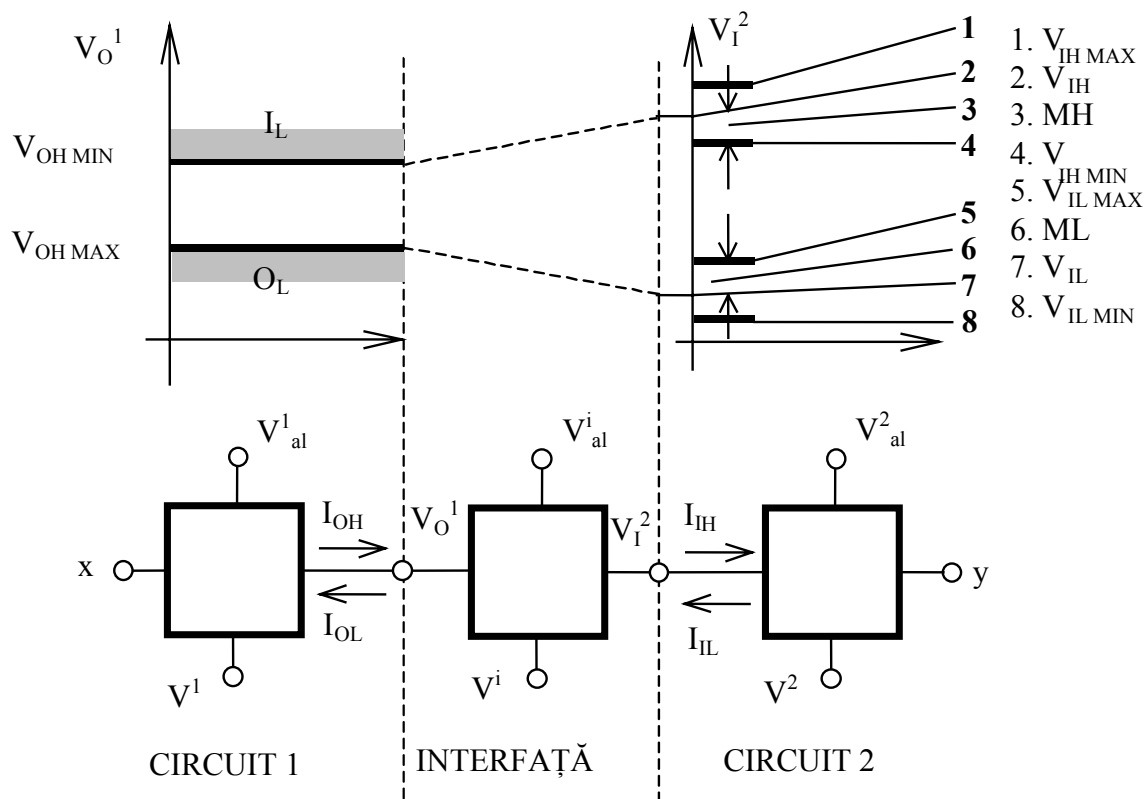 V_O^1
I_L
V_OH MIN
V_OH MAX
O_L
V_I^2
1
2
3
4
5
6
7
8
1. V_IH MAX
2. V_IH
3. MH
4. V_IH MIN
5. V_IL MAX
6. ML
7. V_IL
8. V_IL MIN
V^1_al
V^i_al
V^2_al
I_OH
V_O^1
V_I^2
I_IH
x
y
I_OL
I_IL
V^1
V^i
V^2
CIRCUIT 1
INTERFAȚĂ
CIRCUIT 2